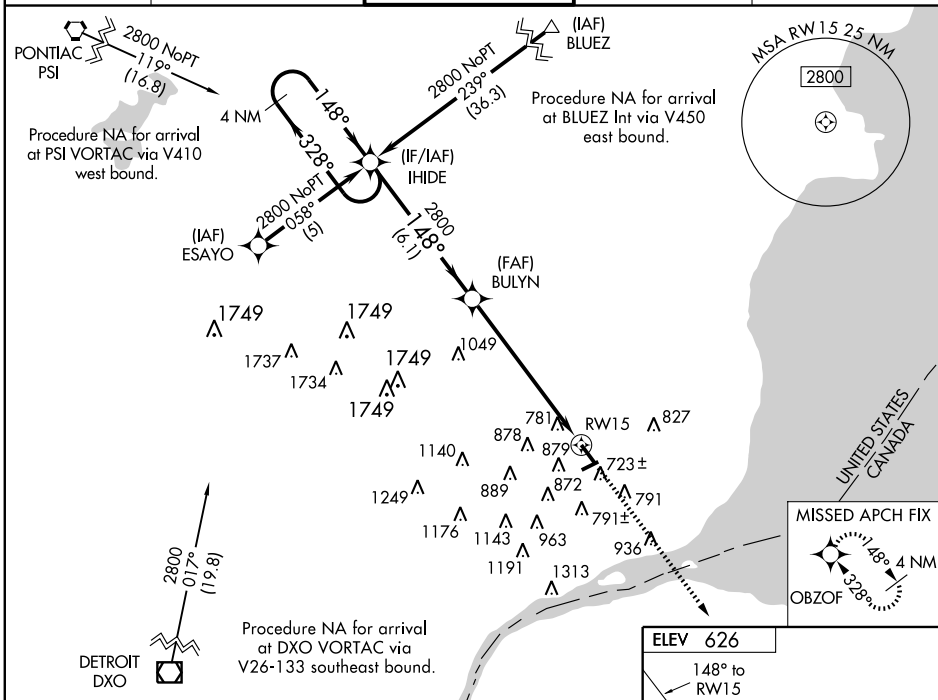 PONTIAC
PSI
2800 NoPT
119°
(16.8)
Procedure NA for arrival
at PSI VORTAC via V410
west bound.
4 NM
148°
328°
(IF/IAF)
IHIDE
2800 NoPT
239°
(36.3)
(IAF)
BLUEZ
Procedure NA for arrival
at BLUEZ Int via V450
east bound.
MSA RW15 25 NM
2800
2800 NoPT
058°
(5)
(IAF)
ESAYO
2800
148°
(6.1)
(FAF)
BULYN
1749
1749
1737
1734
1749
1749
1049
781
RW15
827
878
879
723±
1140
889
872
791
1249
791±
1176
1143
963
936
1191
1313
UNITED STATES
CANADA
MISSED APCH FIX
148°
4 NM
328°
OBZOF
2800
017°
(19.8)
DETROIT
DXO
Procedure NA for arrival
at DXO VORTAC via
V26-133 southeast bound.
ELEV 626
148° to
RW15